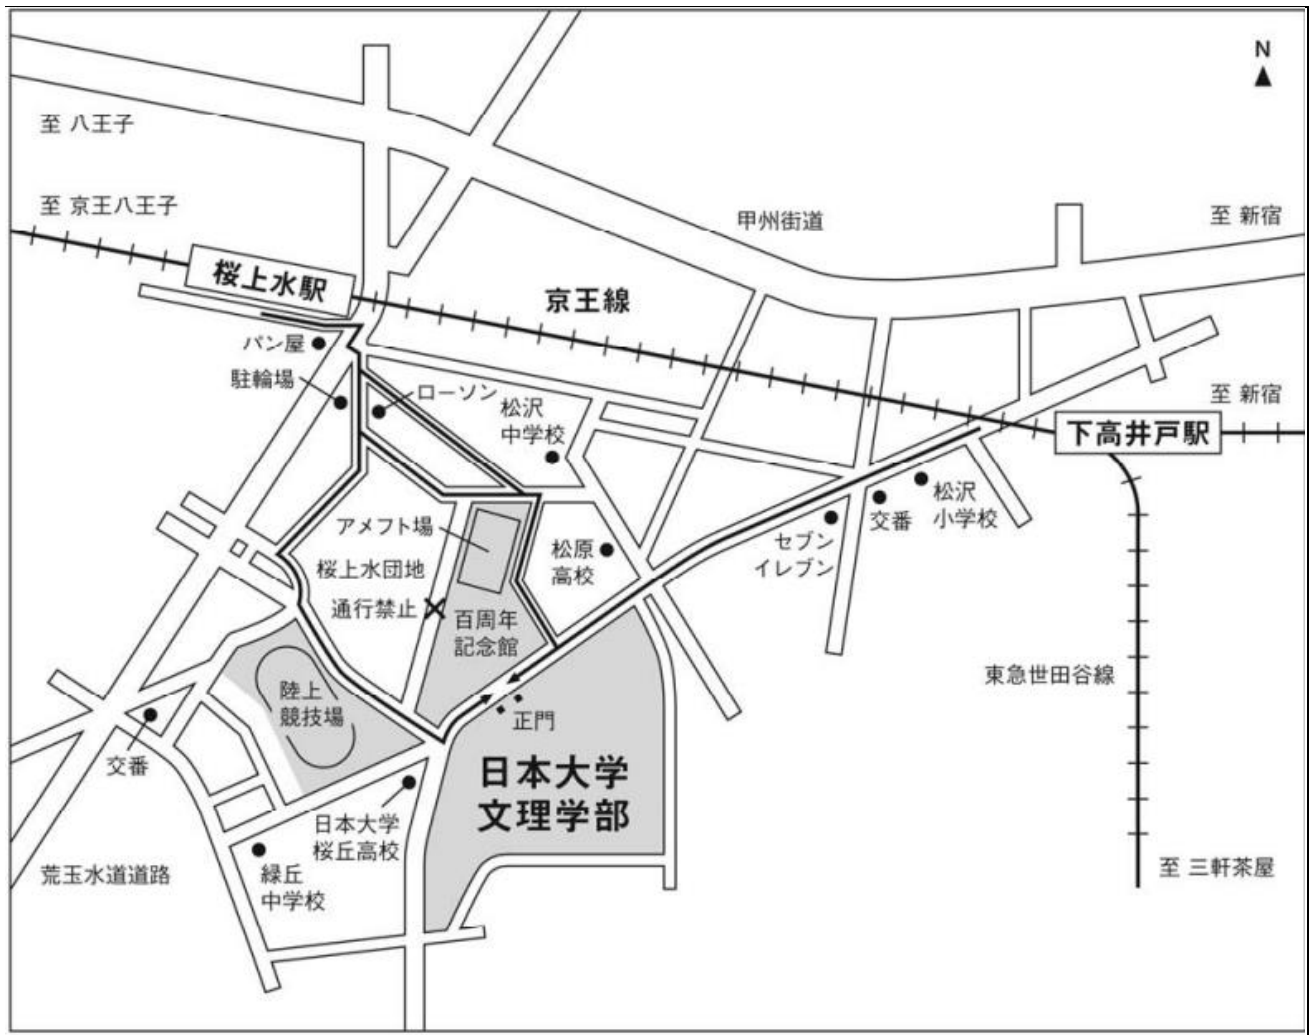 N
至 八王子
至 京王八王子
甲州街道
至 新宿
桜上水駅
京王線
パン屋
駐輪場
ローソン
松沢
中学校
至 新宿
下高井戸駅
松沢
小学校
交番
セブン
イレブン
アメフト場
松原
高校
桜上水団地
通行禁止
百周年
記念館
東急世田谷線
陸上
競技場
正門
交番
日本大学
文理学部
日本大学
桜丘高校
緑丘
中学校
荒玉水道道路
至 三軒茶屋